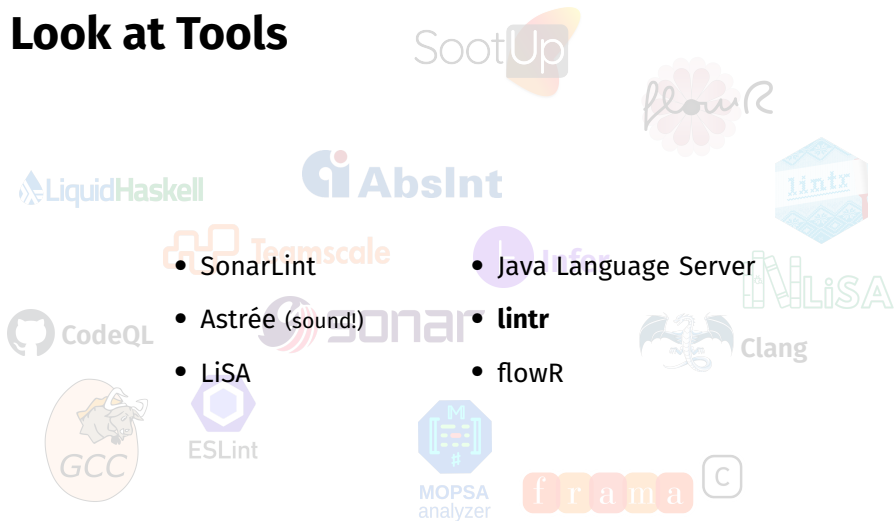 Look at Tools
SootUp
flowR
lintr
LiquidHaskell
AbsInt
Teamscale
Infer
• SonarLint
• Java Language Server
LiSA
CodeQL
• Astrée (sound!)
sonar
• lintr
Clang
• LiSA
• flowR
GCC
ESLint
M
#
MOPSA
analyzer
frama
C